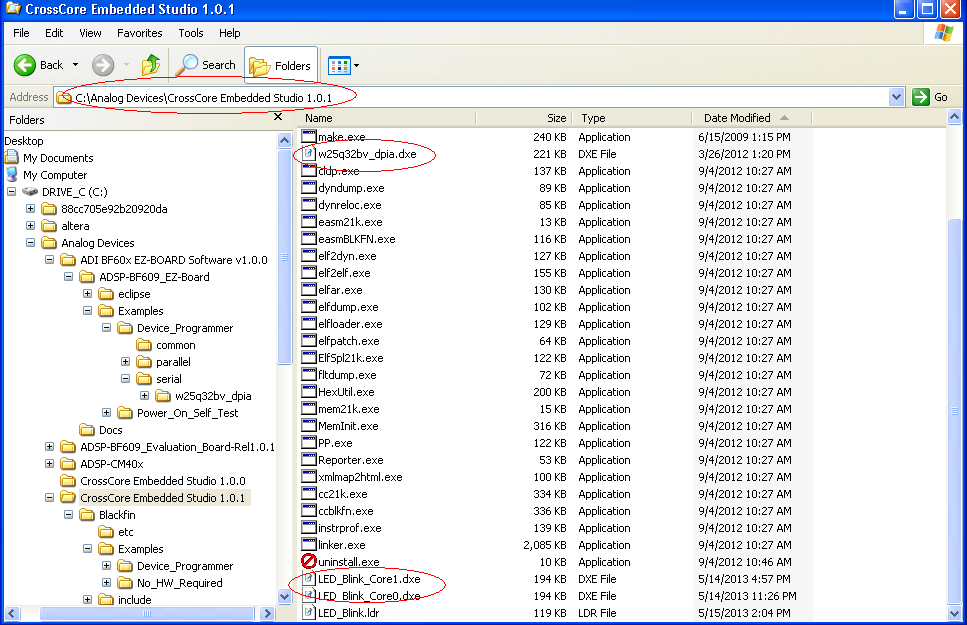 CrossCore Embedded Studio 1.0.1
File Edit View Favorites Tools Help
Back Search Folders
Address C:\Analog Devices\CrossCore Embedded Studio 1.0.1 Go
Folders
Desktop
My Documents
My Computer
DRIVE_C (C:)
88cc705e92b20920da
altera
Analog Devices
ADI BF60x EZ-BOARD Software v1.0.0
ADSP-BF609_EZ-Board
eclipse
Examples
Device_Programmer
common
parallel
serial
w25q32bv_dpia
Power_On_Self_Test
Docs
ADSP-BF609_Evaluation_Board-Rel1.0.1
ADSP-CM40x
CrossCore Embedded Studio 1.0.0
CrossCore Embedded Studio 1.0.1
Blackfin
etc
Examples
Device_Programmer
No_HW_Required
include
Name Size Type Date Modified
make.exe 240 KB Application 6/15/2009 1:15 PM
w25q32bv_dpia.dxe 221 KB DXE File 3/26/2012 1:20 PM
cldp.exe 137 KB Application 9/4/2012 10:27 AM
dyndump.exe 89 KB Application 9/4/2012 10:27 AM
dynreloc.exe 85 KB Application 9/4/2012 10:27 AM
easm21k.exe 13 KB Application 9/4/2012 10:27 AM
easmBLKFN.exe 116 KB Application 9/4/2012 10:27 AM
elf2dyn.exe 127 KB Application 9/4/2012 10:27 AM
elf2elf.exe 155 KB Application 9/4/2012 10:27 AM
elfar.exe 130 KB Application 9/4/2012 10:27 AM
elfdump.exe 102 KB Application 9/4/2012 10:27 AM
elfloader.exe 129 KB Application 9/4/2012 10:27 AM
elfpatch.exe 64 KB Application 9/4/2012 10:27 AM
ElfSpl21k.exe 122 KB Application 9/4/2012 10:27 AM
fltdump.exe 72 KB Application 9/4/2012 10:27 AM
HexUtil.exe 200 KB Application 9/4/2012 10:27 AM
mem21k.exe 15 KB Application 9/4/2012 10:27 AM
MemInit.exe 316 KB Application 9/4/2012 10:27 AM
PP.exe 122 KB Application 9/4/2012 10:27 AM
Reporter.exe 53 KB Application 9/4/2012 10:27 AM
xmlmap2html.exe 100 KB Application 9/4/2012 10:27 AM
cc21k.exe 334 KB Application 9/4/2012 10:27 AM
ccblkfn.exe 336 KB Application 9/4/2012 10:27 AM
instrprof.exe 139 KB Application 9/4/2012 10:27 AM
linker.exe 2,085 KB Application 9/4/2012 10:27 AM
uninstall.exe 10 KB Application 9/4/2012 10:46 AM
LED_Blink_Core1.dxe 194 KB DXE File 5/14/2013 4:57 PM
LED_Blink_Core0.dxe 194 KB DXE File 5/14/2013 11:26 PM
LED_Blink.ldr 119 KB LDR File 5/15/2013 2:04 PM